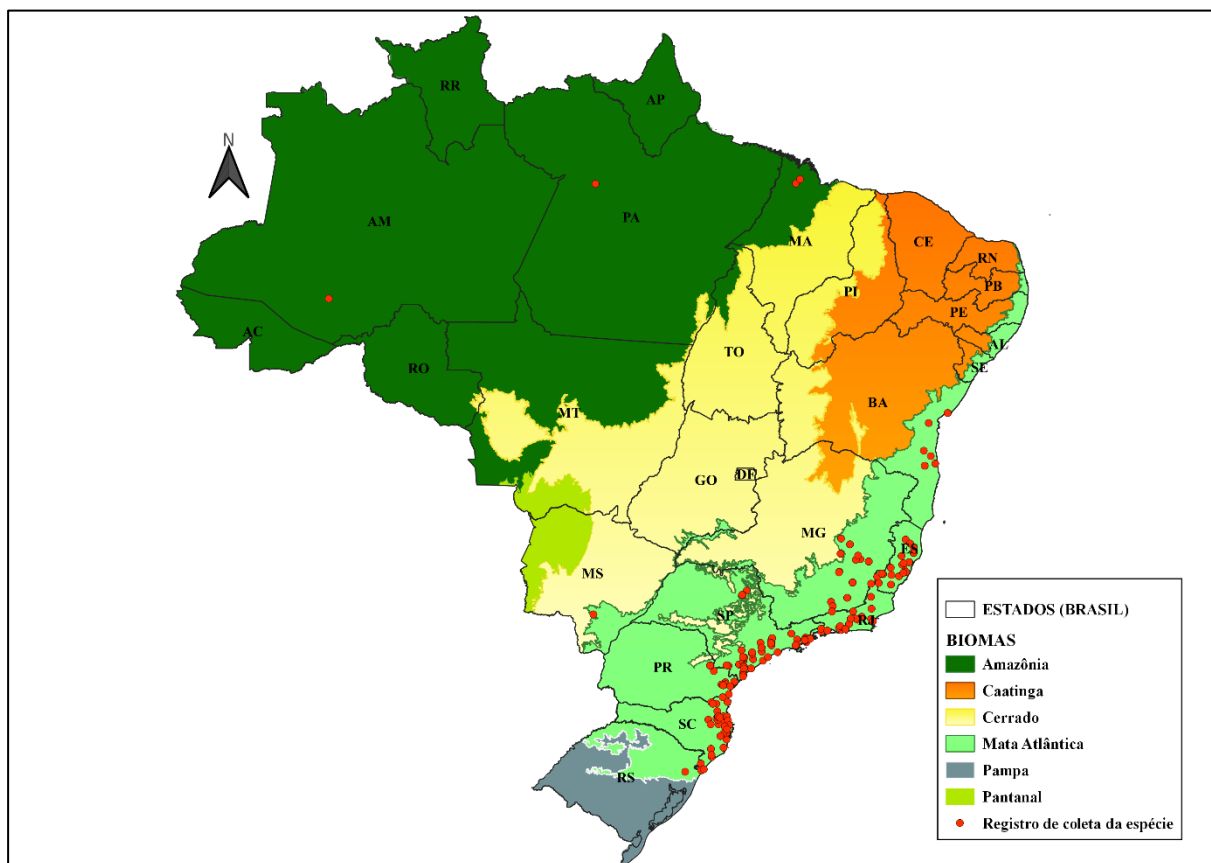 N
RR
AP
AM
PA
MA
CE
RN
PB
PI
PE
AC
AL
SE
TO
RO
BA
MT
GO
DF
MG
ES
MS
SP
RJ
PR
SC
RS
ESTADOS (BRASIL)
BIOMAS
Amazônia
Caatinga
Cerrado
Mata Atlântica
Pampa
Pantanal
Registro de coleta da espécie